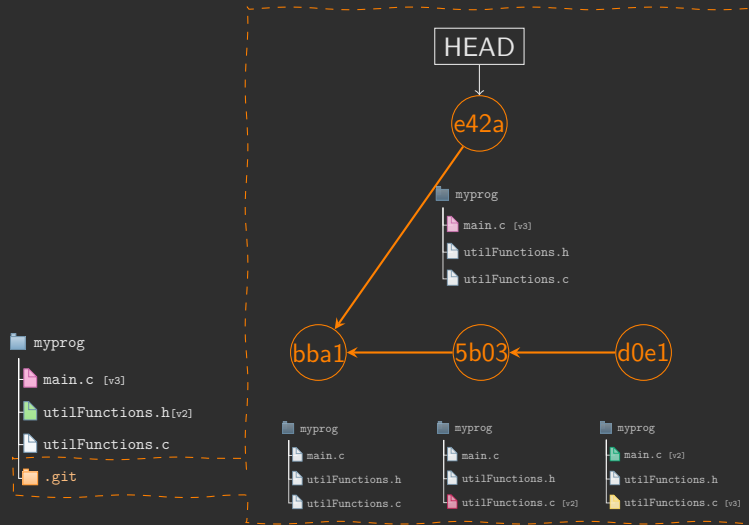 HEAD
e42a
myprog
main.c [v3]
utilFunctions.h
utilFunctions.c
bba1
5b03
d0e1
myprog
main.c [v3]
utilFunctions.h[v2]
utilFunctions.c
.git
myprog
main.c
utilFunctions.h
utilFunctions.c
myprog
main.c
utilFunctions.h
utilFunctions.c [v2]
myprog
main.c [v2]
utilFunctions.h
utilFunctions.c [v3]